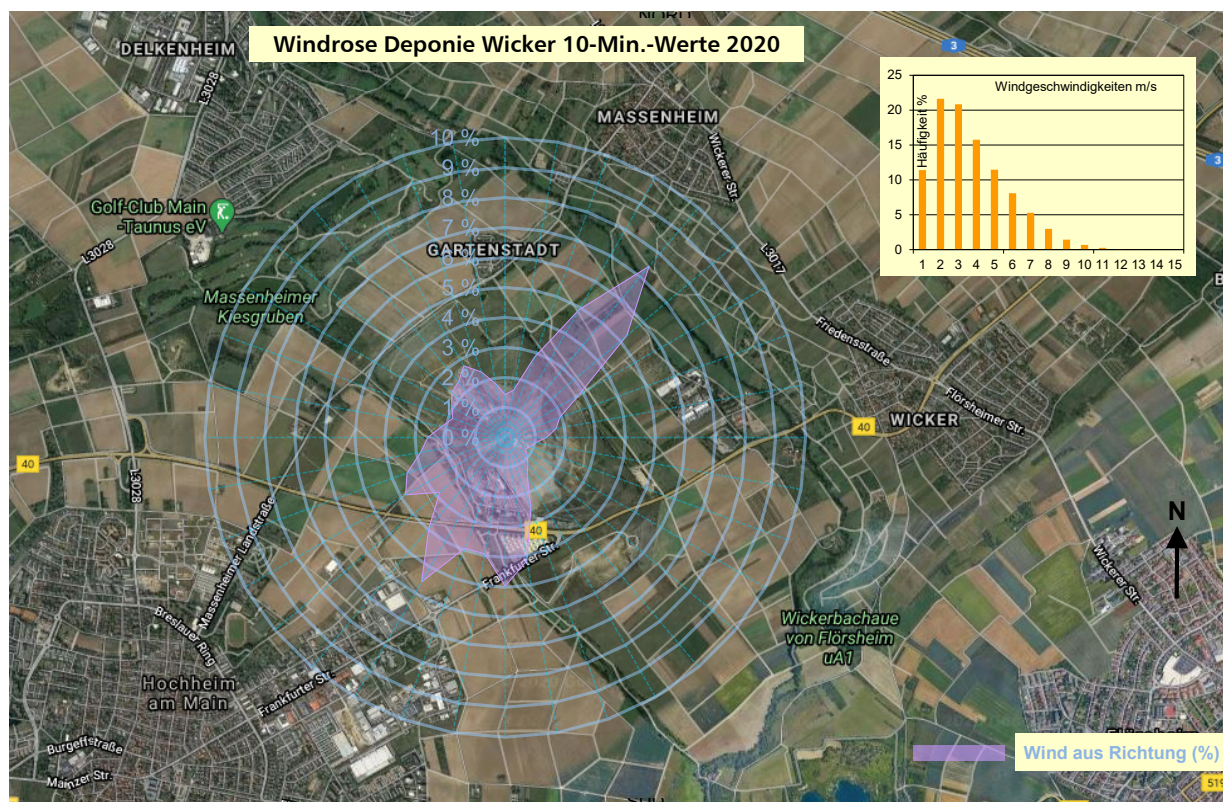 NORD
Windrose Deponie Wicker 10-Min.-Werte 2020
DELKENHEIM
L3028
3
MASSENHEIM
Wickerer Str.
Windgeschwindigkeiten m/s
Häufigkeit %
25
20
15
10
5
0
1 2 3 4 5 6 7 8 9 10 11 12 13 14 15
3
10 %
9 %
8 %
7 %
6 %
5 %
4 %
3 %
2 %
1 %
0 %
Golf-Club Main
-Taunus eV
L3028
GARTENSTADT
L3017
Massenheimer
Kiesgruben
Friedensstraße
Flörsheimer Str.
WICKER
40
40
L3028
Massenheimer Landstraße
40
Frankfurter Str.
N
Wickerer Str.
Breslauer Ring
Wickerbachaue
von Flörsheim
uA1
Hochheim
am Main
Frankfurter Str.
Burgeffstraße
Mainzer Str.
Wind aus Richtung (%)
519